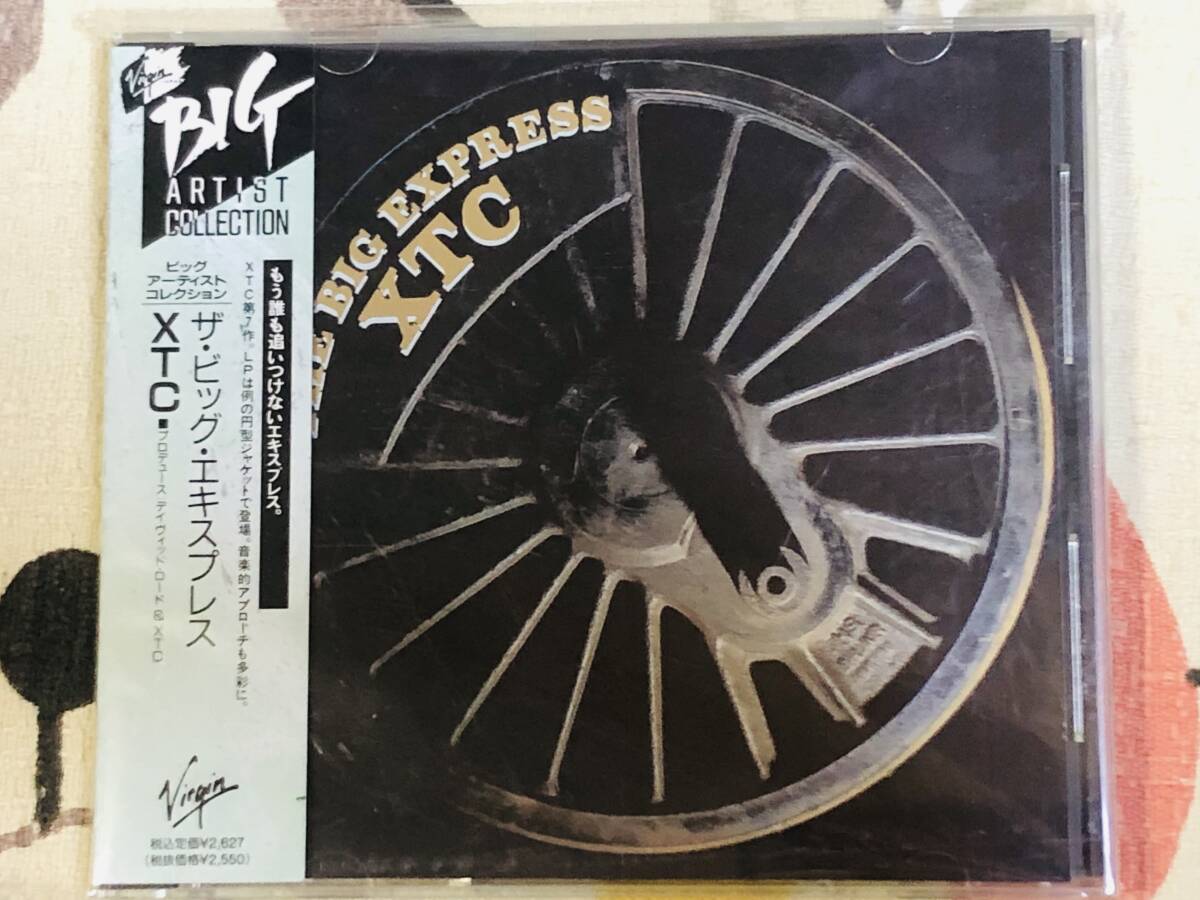 Virgin
BIG
ARTIST
COLLECTION
ビッグ
アーティスト
コレクション
もう誰も追いつけないエキスプレス。
XTC第7作。LPは例の円型ジャケットで登場。音楽的アプローチも多彩に。
ザ・ビッグ・エキスプレス
XTC
■プロデュース デイヴィッド・ロード & XTC
Virgin
税込定価¥2,627
(税抜価格¥2,550)
THE BIG EXPRESS
XTC